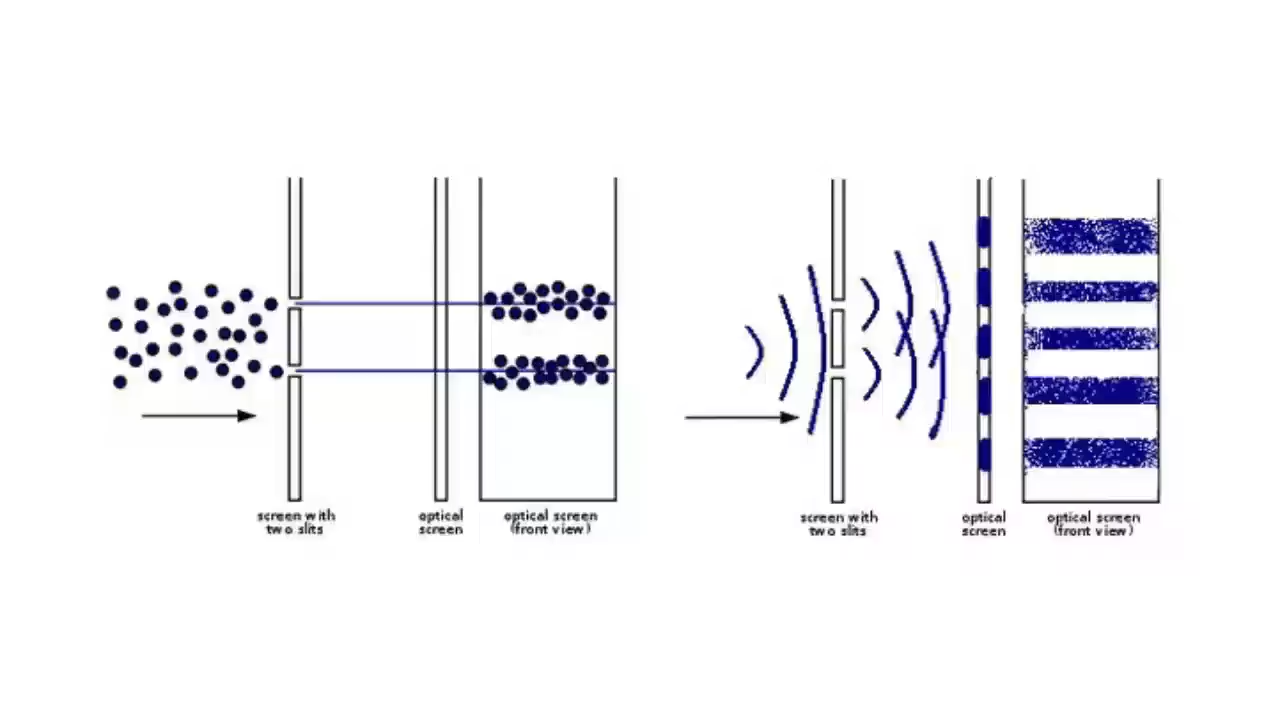 screen with
two slits
optical
screen
optical screen
(front view)
screen with
two slits
optical
screen
optical screen
(front view)